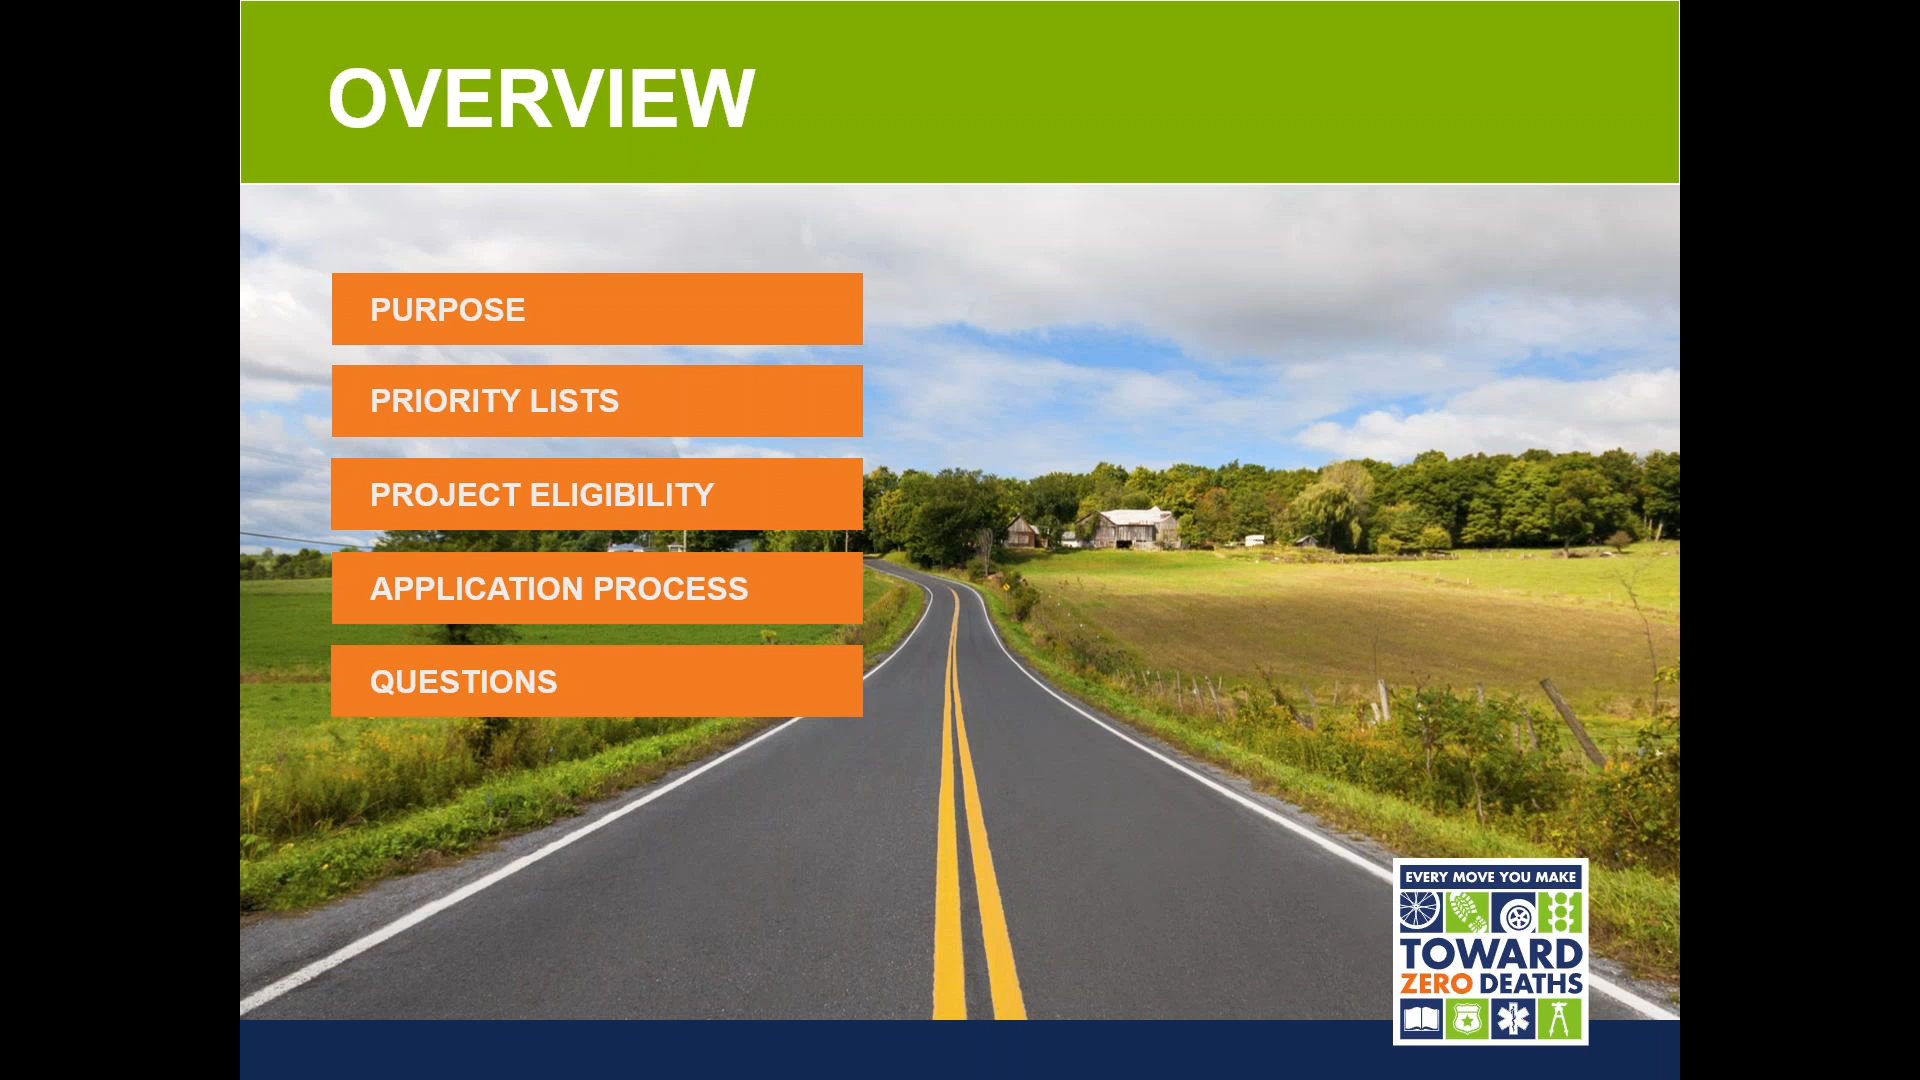 OVERVIEW
PURPOSE
PRIORITY LISTS
PROJECT ELIGIBILITY
APPLICATION PROCESS
QUESTIONS
EVERY MOVE YOU MAKE
TOWARD
ZERO DEATHS